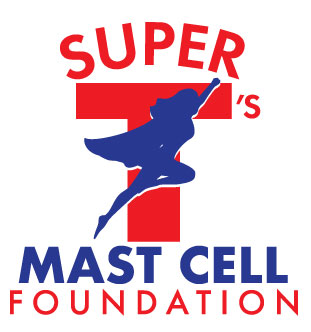 SUPER
T's
MAST CELL
FOUNDATION